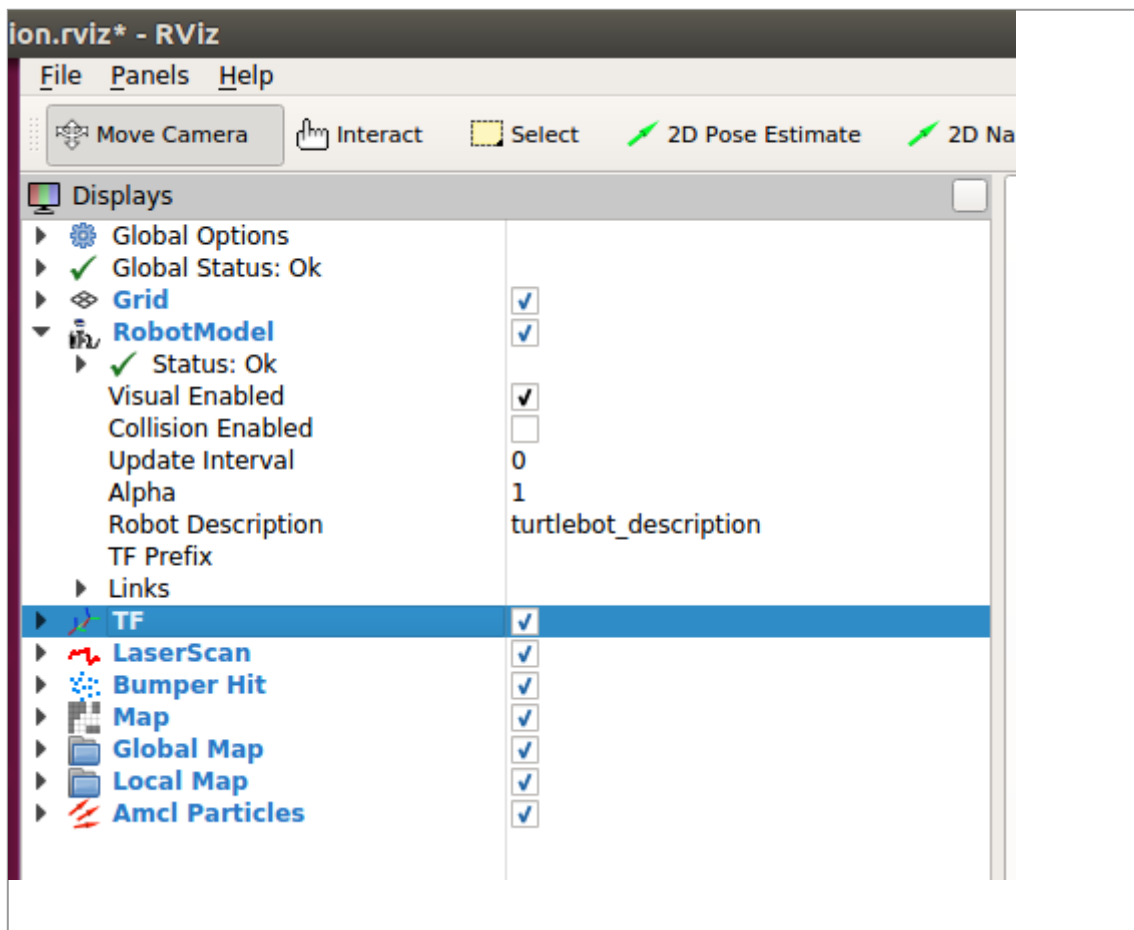 ion.rviz* - RViz
File Panels Help
Move Camera Interact Select 2D Pose Estimate 2D Na
Displays
Global Options
Global Status: Ok
Grid
RobotModel
Status: Ok
Visual Enabled
Collision Enabled
Update Interval 0
Alpha 1
Robot Description turtlebot_description
TF Prefix
Links
TF
LaserScan
Bumper Hit
Map
Global Map
Local Map
Amcl Particles